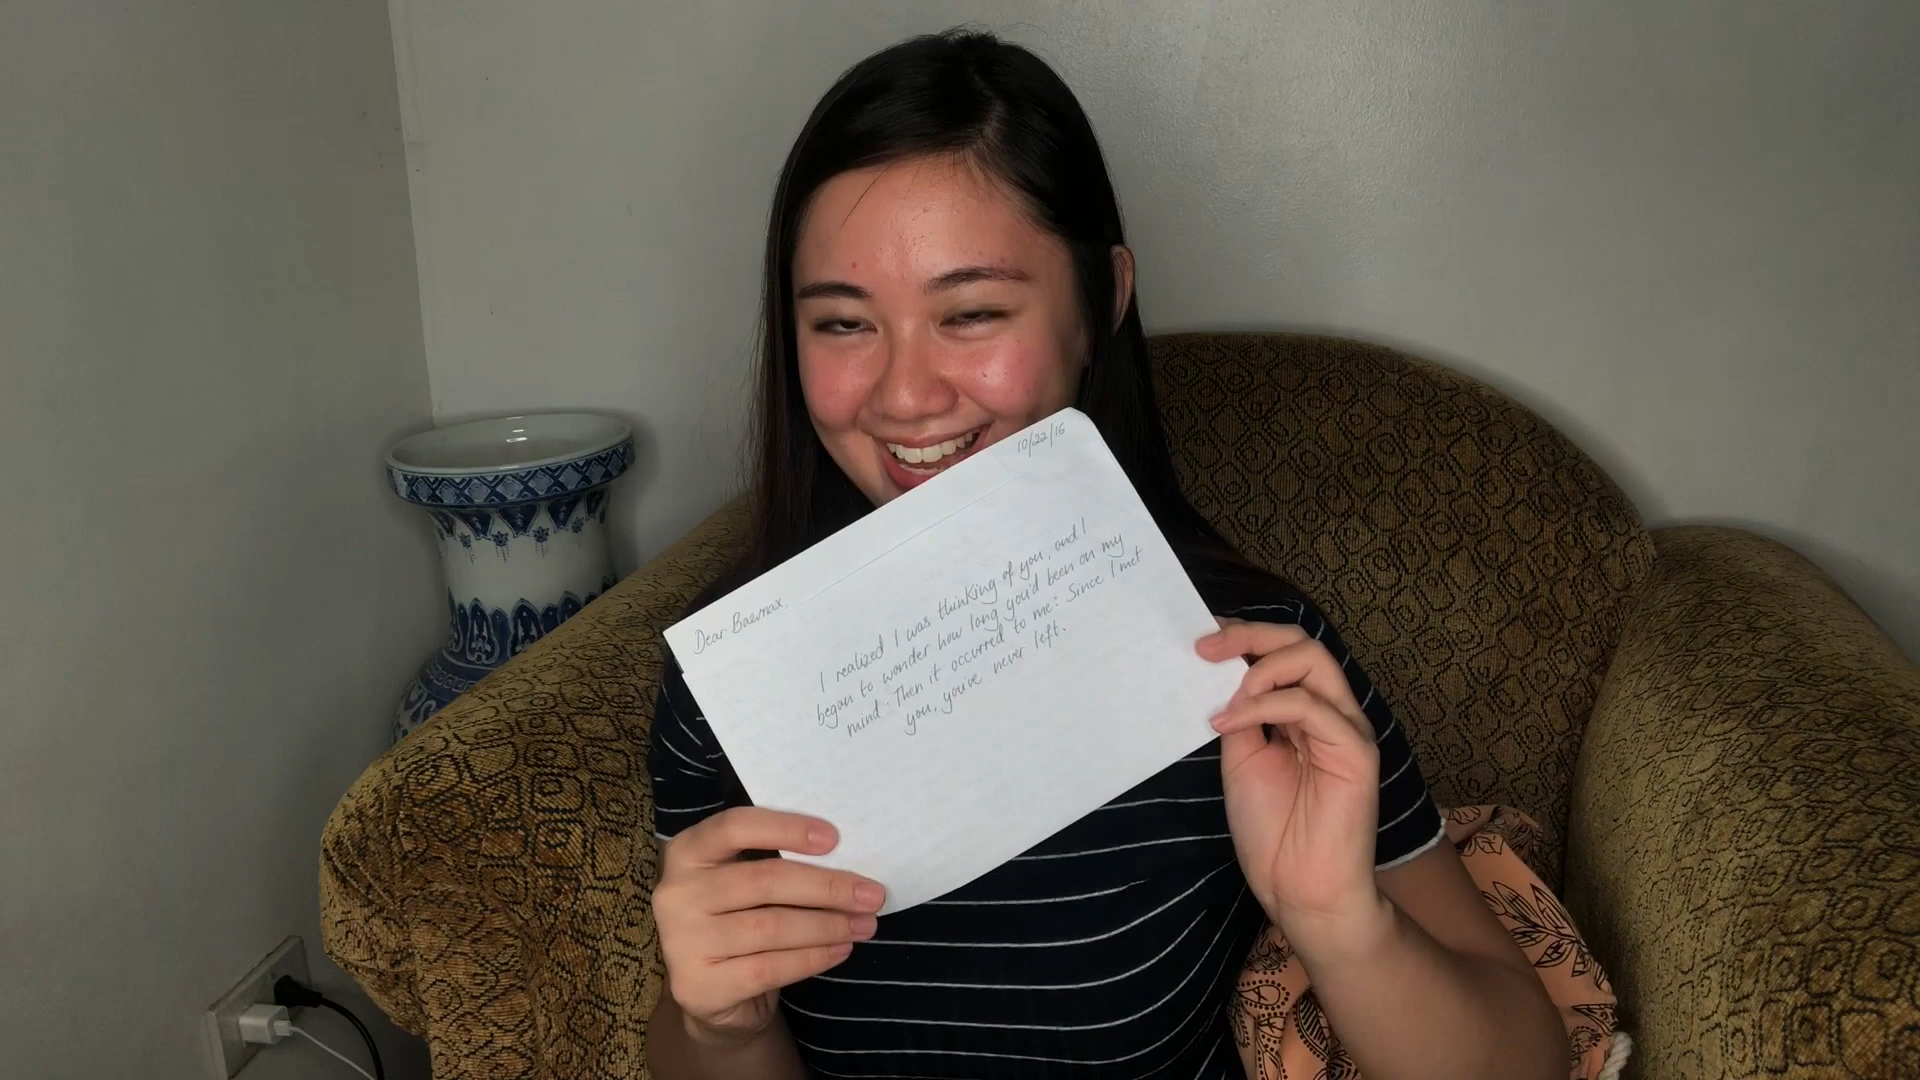 10/22/16
Dear Baemax,
I realized I was thinking of you, and I
began to wonder how long you'd been on my
mind. Then it occurred to me: Since I met
you, you've never left.